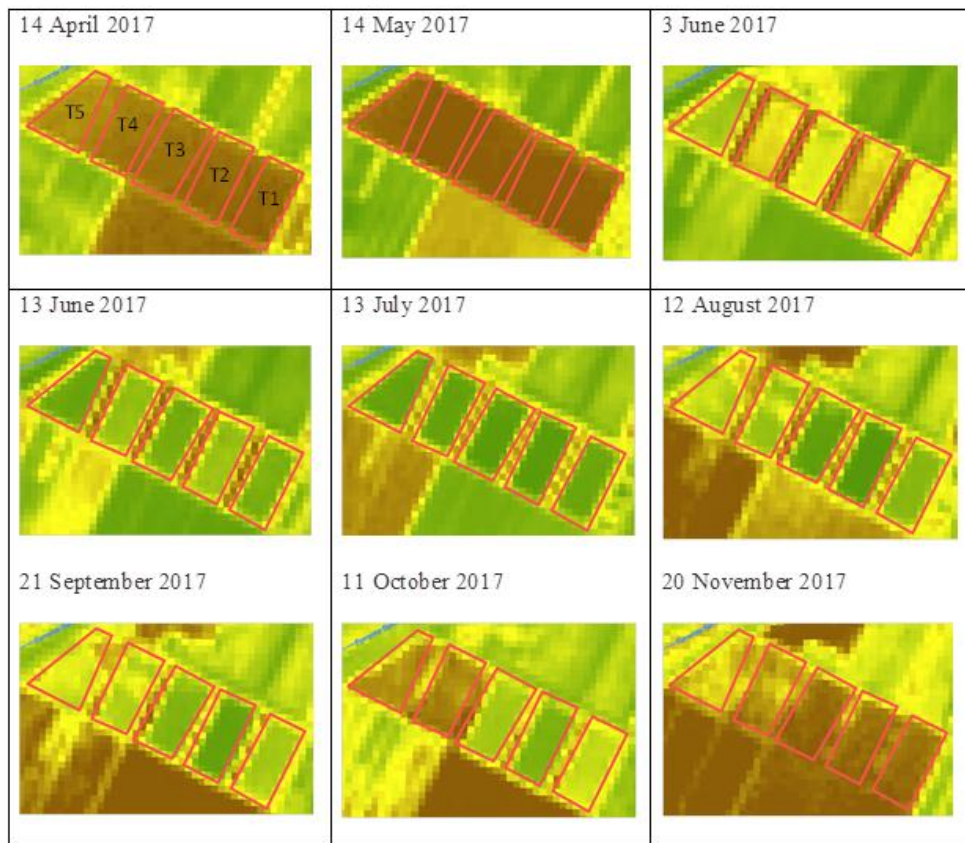 14 April 2017
14 May 2017
3 June 2017
T5
T4
T3
T2
T1
13 June 2017
13 July 2017
12 August 2017
21 September 2017
11 October 2017
20 November 2017